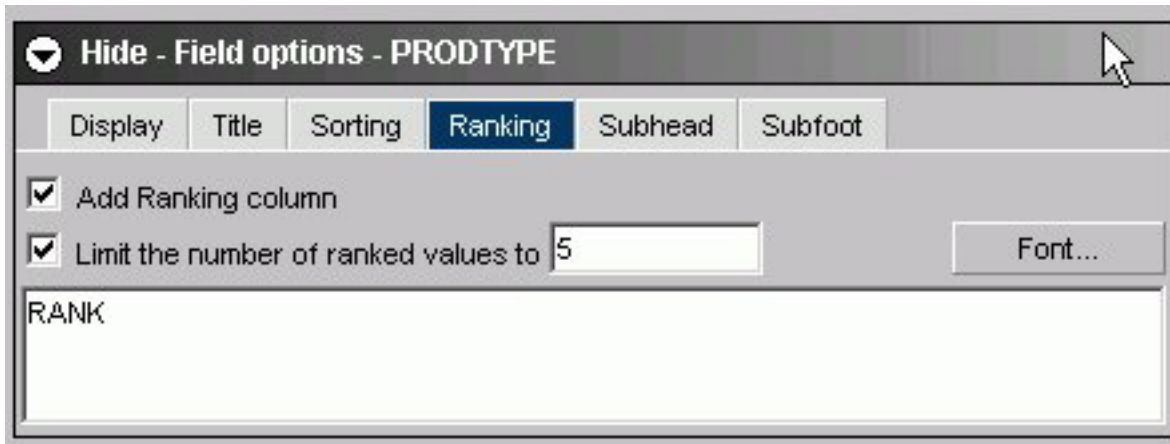 Hide - Field options - PRODTYPE
Display Title Sorting Ranking Subhead Subfoot
Add Ranking column
Limit the number of ranked values to 5 Font...
RANK